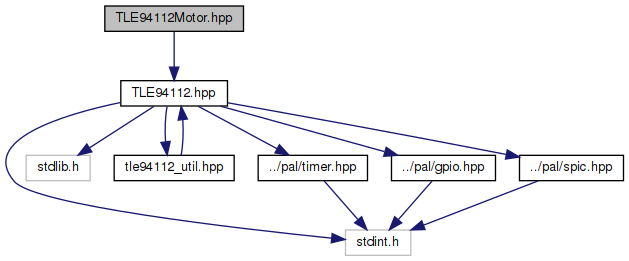 TLE94112Motor.hpp
TLE94112.hpp
stdlib.h
tle94112_util.hpp
../pal/timer.hpp
../pal/gpio.hpp
../pal/spic.hpp
stdint.h